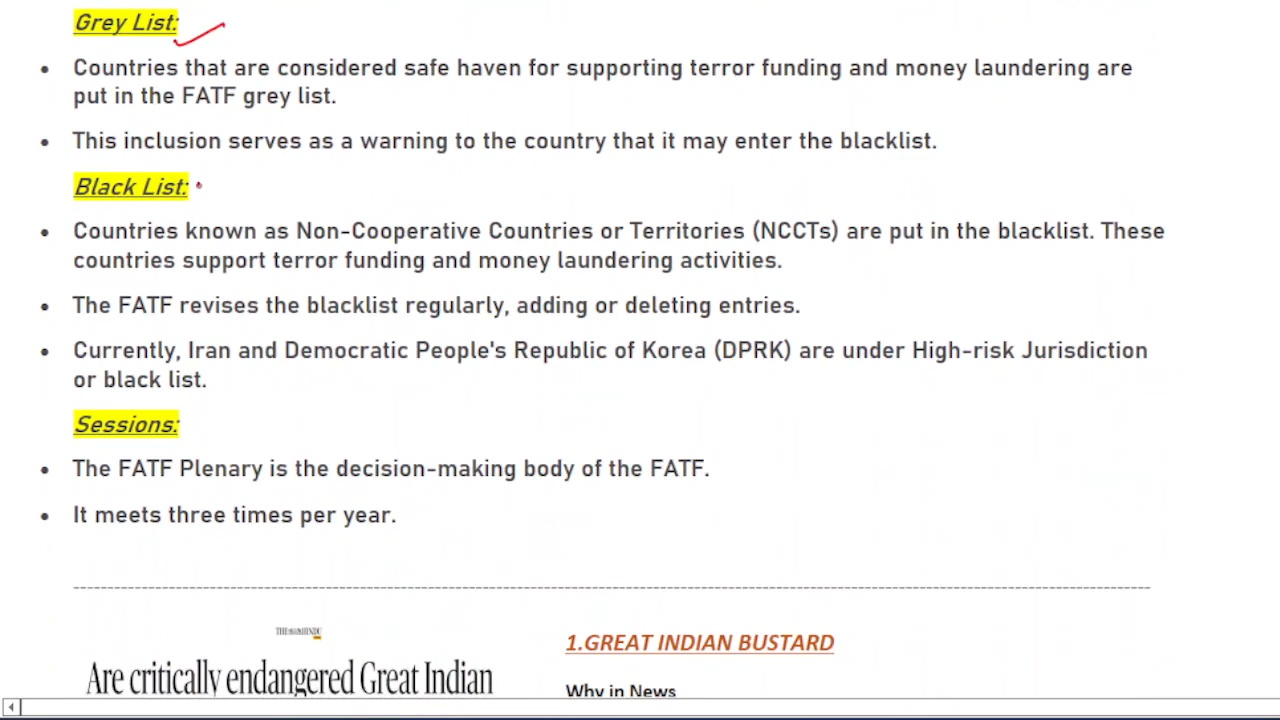 Grey List:
• Countries that are considered safe haven for supporting terror funding and money laundering are
put in the FATF grey list.
• This inclusion serves as a warning to the country that it may enter the blacklist.
Black List:
• Countries known as Non-Cooperative Countries or Territories (NCCTs) are put in the blacklist. These
countries support terror funding and money laundering activities.
• The FATF revises the blacklist regularly, adding or deleting entries.
• Currently, Iran and Democratic People's Republic of Korea (DPRK) are under High-risk Jurisdiction
or black list.
Sessions:
• The FATF Plenary is the decision-making body of the FATF.
• It meets three times per year.
THE HINDU
Are critically endangered Great Indian
1.GREAT INDIAN BUSTARD
Why in News